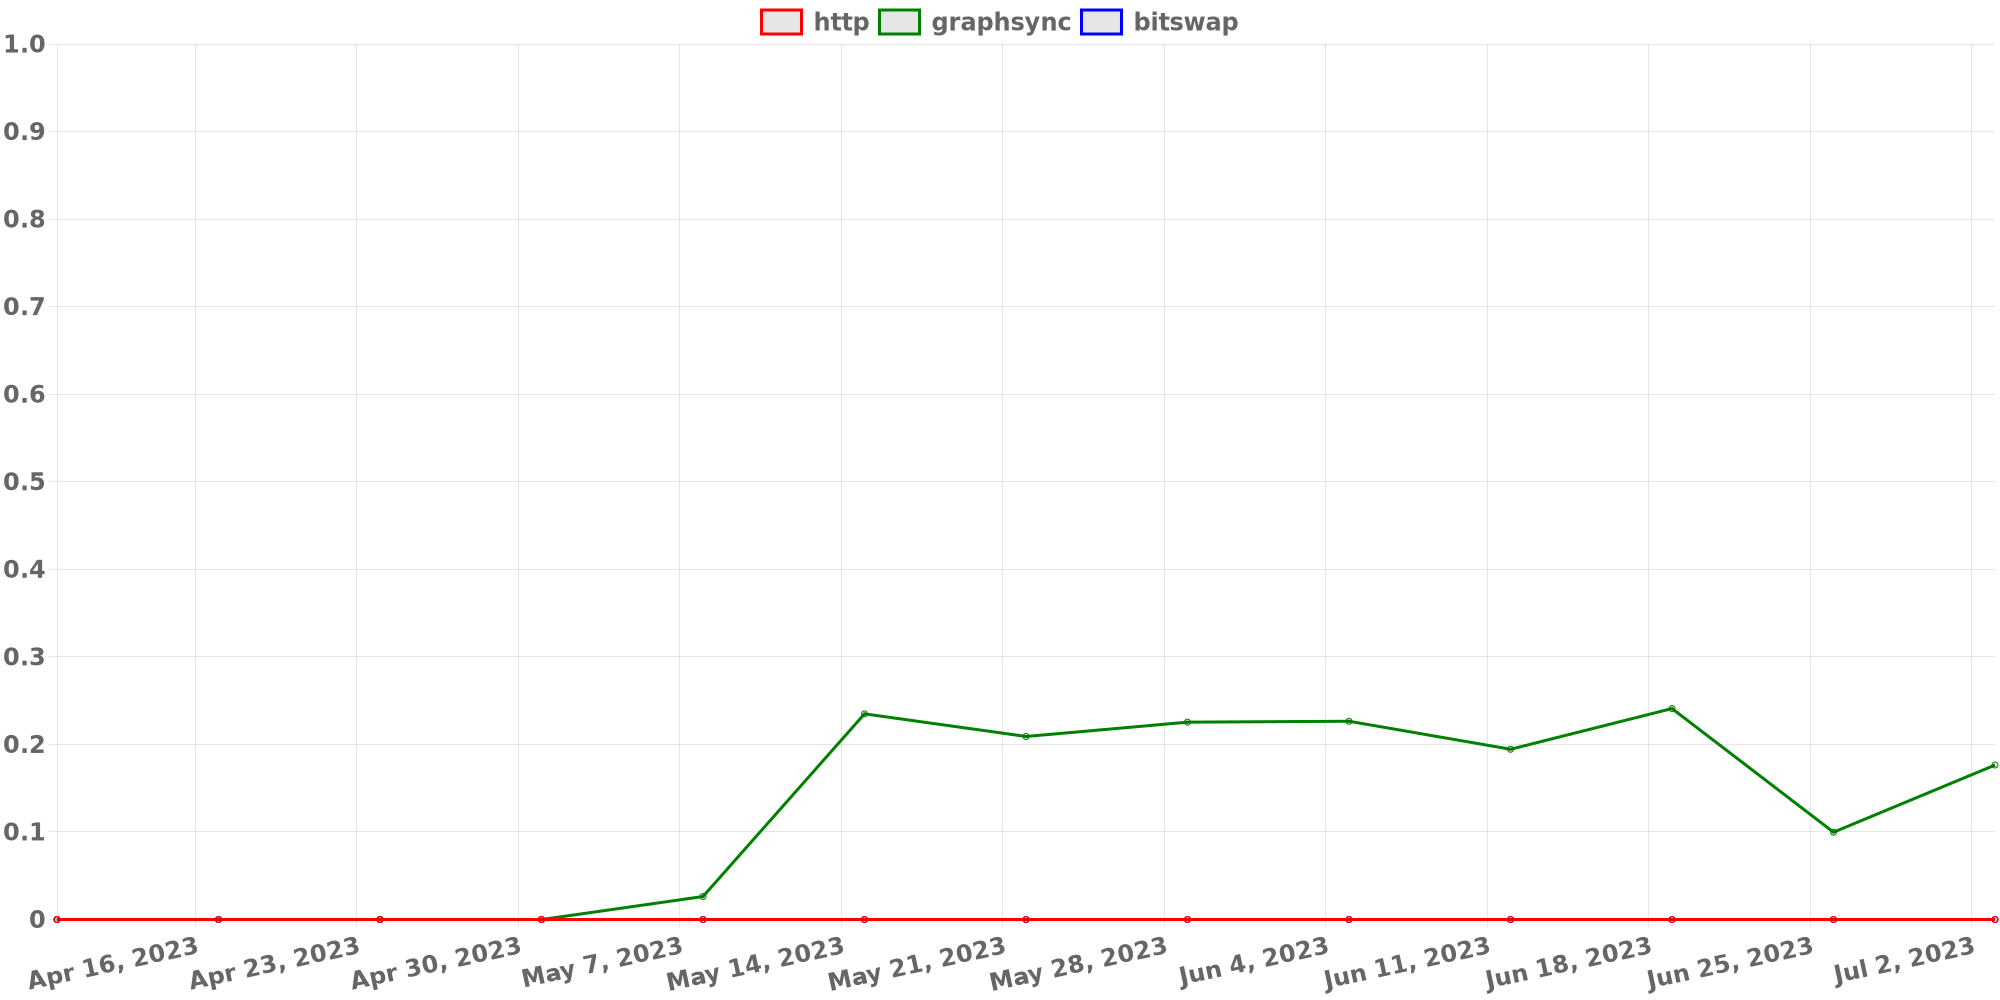 http graphsync bitswap
1.0
0.9
0.8
0.7
0.6
0.5
0.4
0.3
0.2
0.1
0
Apr 16, 2023
Apr 23, 2023
Apr 30, 2023
May 7, 2023
May 14, 2023
May 21, 2023
May 28, 2023
Jun 4, 2023
Jun 11, 2023
Jun 18, 2023
Jun 25, 2023
Jul 2, 2023